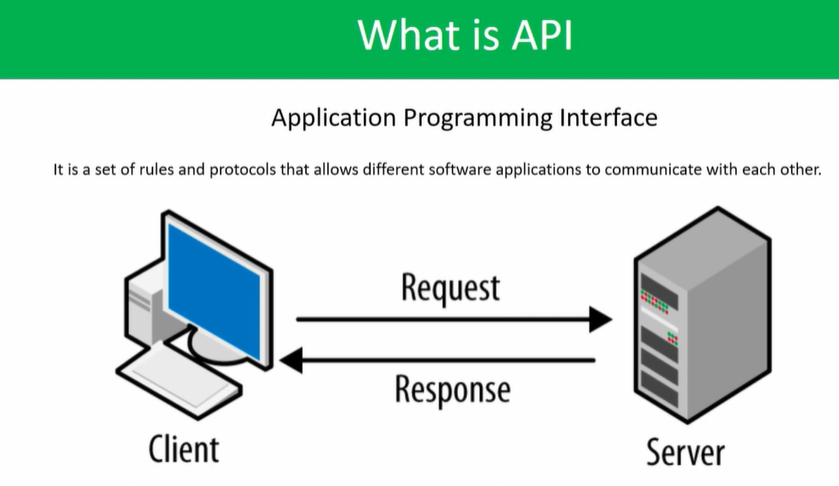 What is API
Application Programming Interface
It is a set of rules and protocols that allows different software applications to communicate with each other.
Request
Response
Client
Server